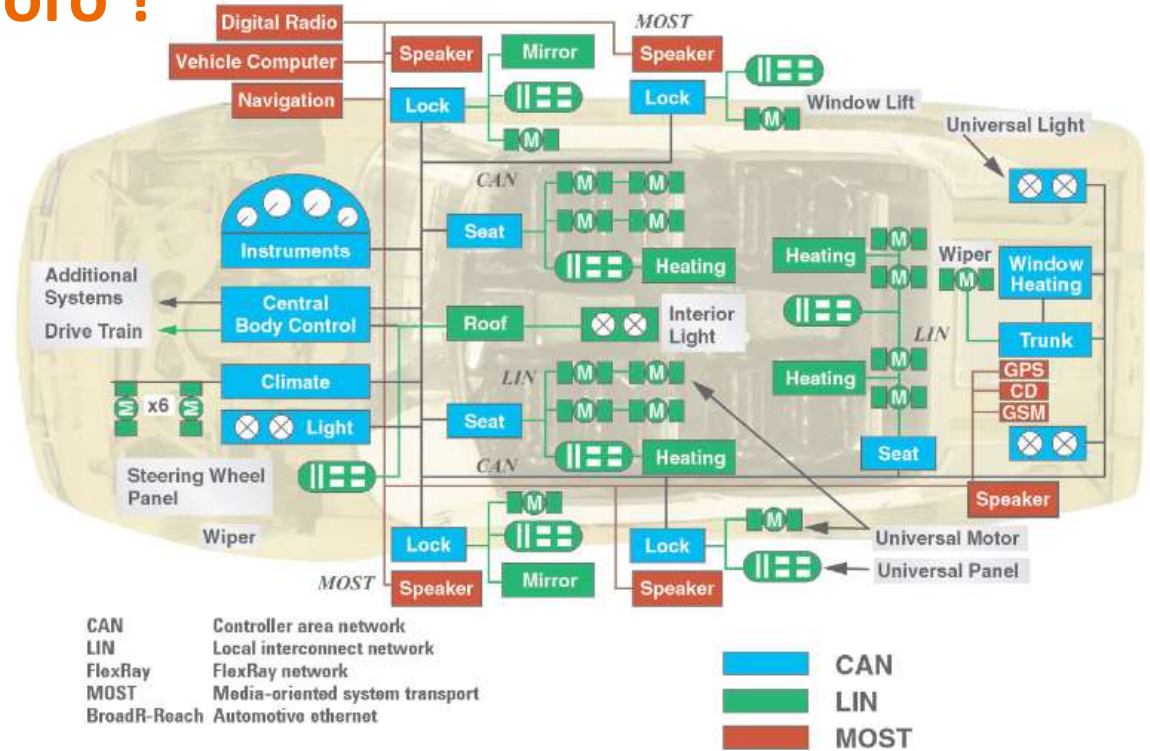 Digital Radio
Vehicle Computer
Navigation
MOST
Speaker
Mirror
Speaker
Lock
Lock
M
M
Window Lift
Universal Light
CAN
M M
M M
Seat
Heating
Instruments
Heating
M
M
Wiper
M
Window
Heating
Additional
Systems
Drive Train
Central
Body Control
Roof
Interior
Light
LIN
Trunk
Climate
LIN
M M
M M
Seat
Heating
M
M
GPS
CD
GSM
M x6 M
Light
CAN
Heating
Seat
Steering Wheel
Panel
Speaker
Wiper
M
M
Lock
Lock
Universal Motor
Universal Panel
MOST
Speaker
Mirror
Speaker
CAN Controller area network
LIN Local interconnect network
FlexRay FlexRay network
MOST Media-oriented system transport
BroadR-Reach Automotive ethernet
CAN
LIN
MOST